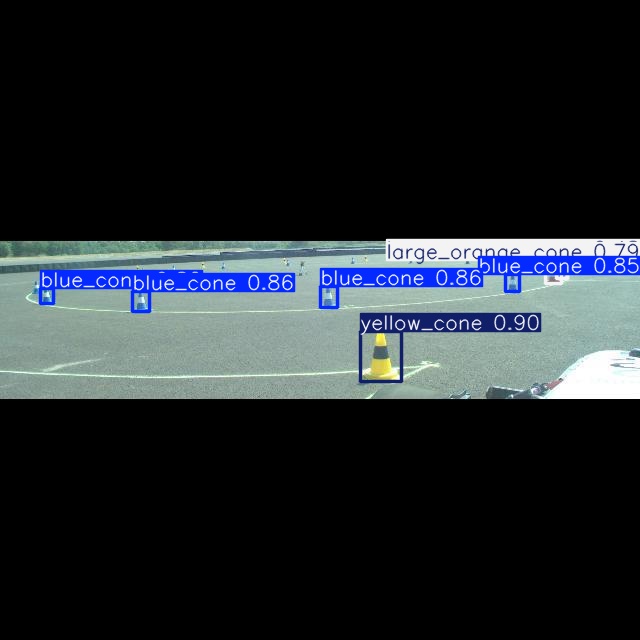 large_orange_cone 0.79
blue_cone 0.85
blue_cone 0.86
blue_con
blue_cone 0.86
yellow_cone 0.90